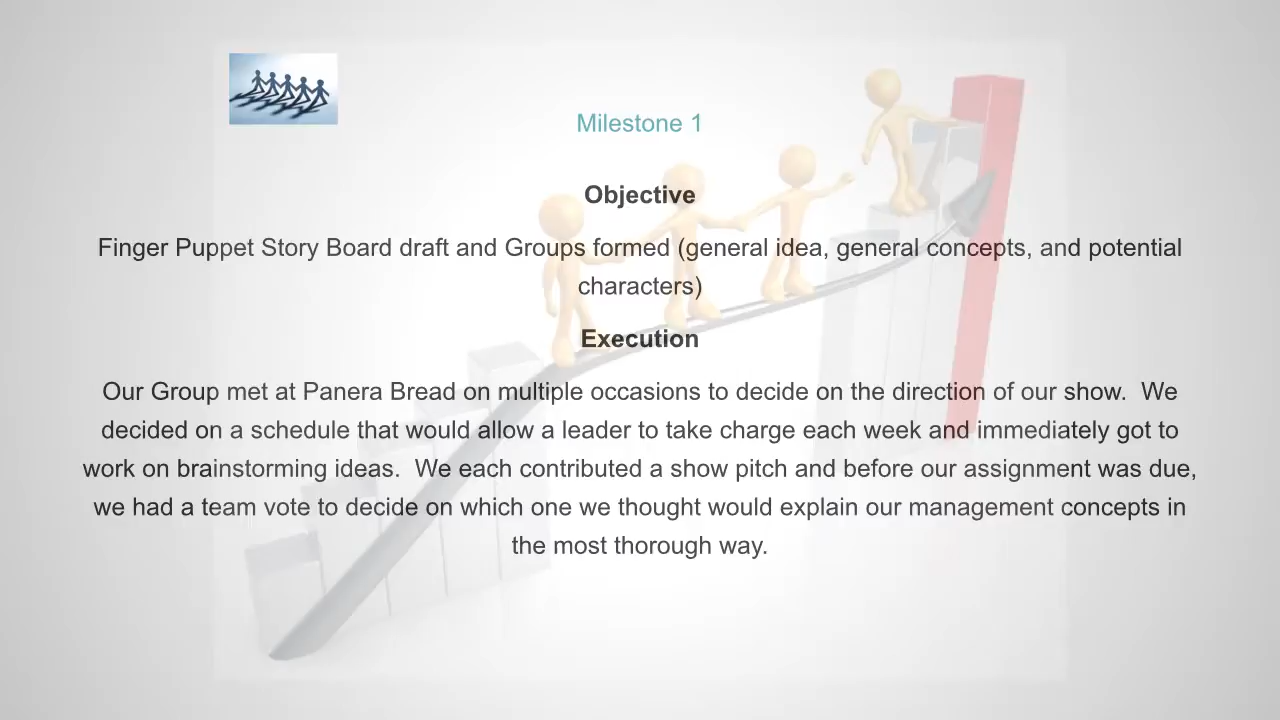 Milestone 1
Objective
Finger Puppet Story Board draft and Groups formed (general idea, general concepts, and potential
characters)
Execution
Our Group met at Panera Bread on multiple occasions to decide on the direction of our show.  We
decided on a schedule that would allow a leader to take charge each week and immediately got to
work on brainstorming ideas.  We each contributed a show pitch and before our assignment was due,
we had a team vote to decide on which one we thought would explain our management concepts in
the most thorough way.